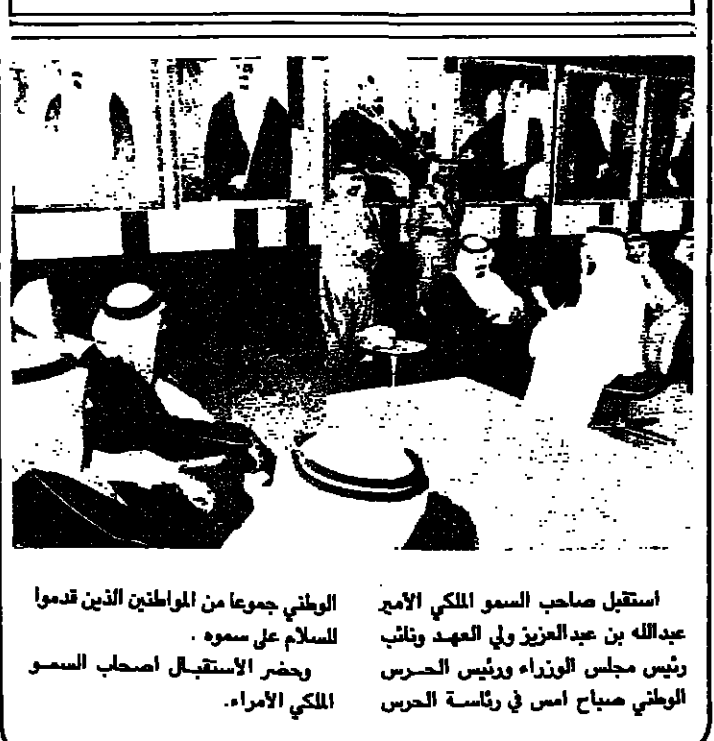 استقبل صاحب السمو الملكي الأمير
عبدالله بن عبدالعزيز ولي العهد ونائب
رئيس مجلس الوزراء ورئيس الحرس
الوطني صباح امس في رئاسة الحرس
الوطني جموعا من المواطنين الذين قدموا
للسلام على سموه .
وحضر الأستقبال اصحاب السمو
الملكي الأمراء.